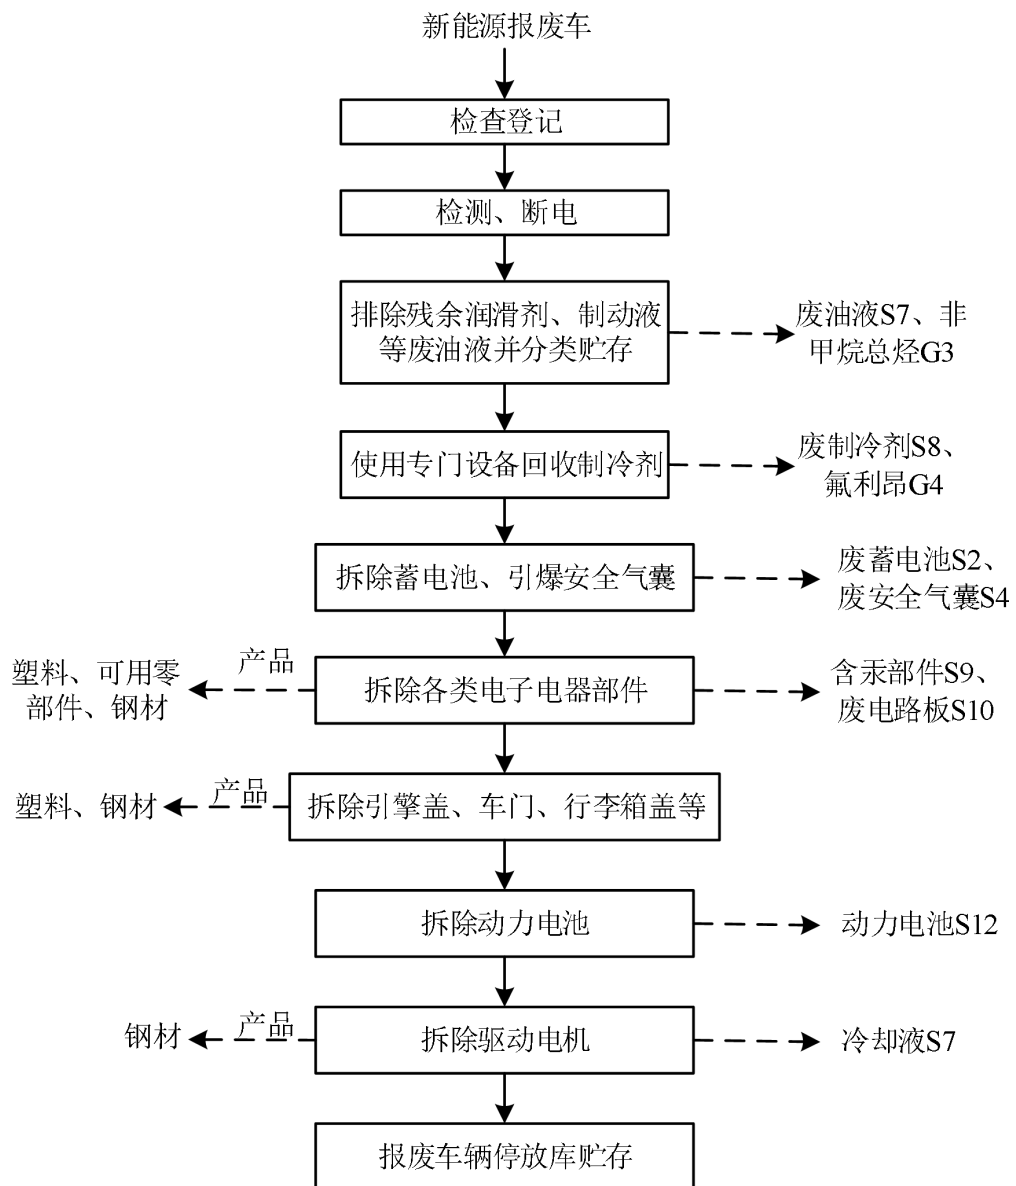 新能源报废车
检查登记
检测、断电
排除残余润滑剂、制动液
等废油液并分类贮存
废油液S7、非
甲烷总烃G3
使用专门设备回收制冷剂
废制冷剂S8、
氟利昂G4
拆除蓄电池、引爆安全气囊
废蓄电池S2、
废安全气囊S4
塑料、可用零
部件、钢材
产品
拆除各类电子电器部件
含汞部件S9、
废电路板S10
塑料、钢材
产品
拆除引擎盖、车门、行李箱盖等
拆除动力电池
动力电池S12
钢材
产品
拆除驱动电机
冷却液S7
报废车辆停放库贮存